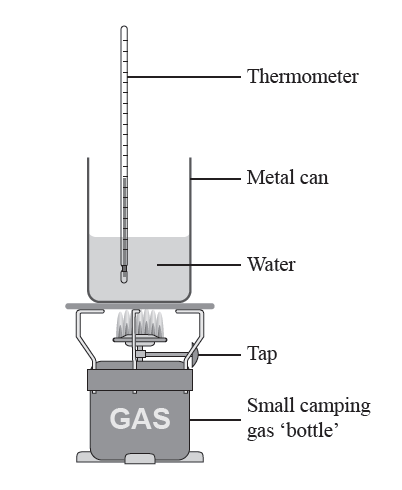 Thermometer
Metal can
Water
Tap
Small camping
gas ‘bottle’
GAS